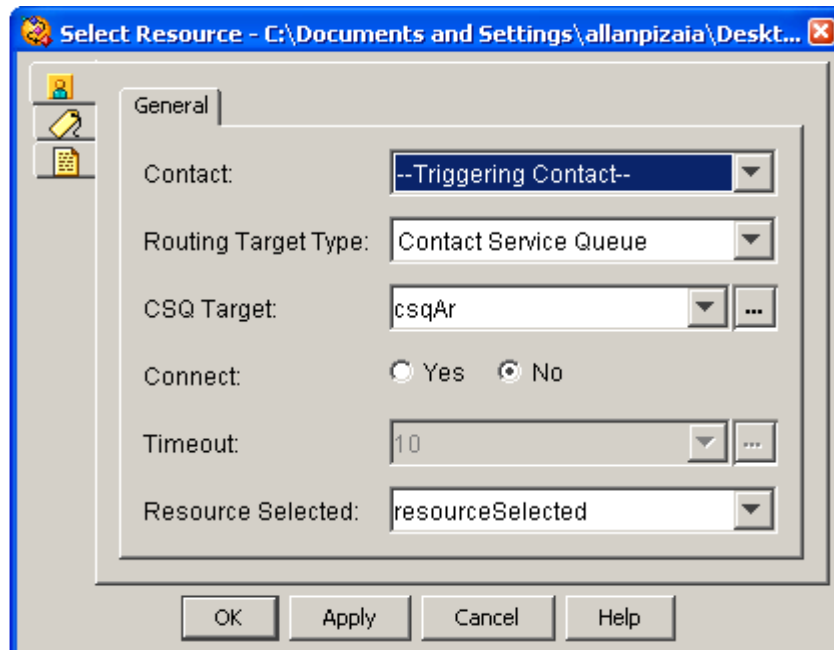 Select Resource - C:\Documents and Settings\allanpizaia\Deskt...
General
Contact: --Triggering Contact--
Routing Target Type: Contact Service Queue
CSQ Target: csqAr ...
Connect: Yes No
Timeout: 10 ...
Resource Selected: resourceSelected
OK Apply Cancel Help